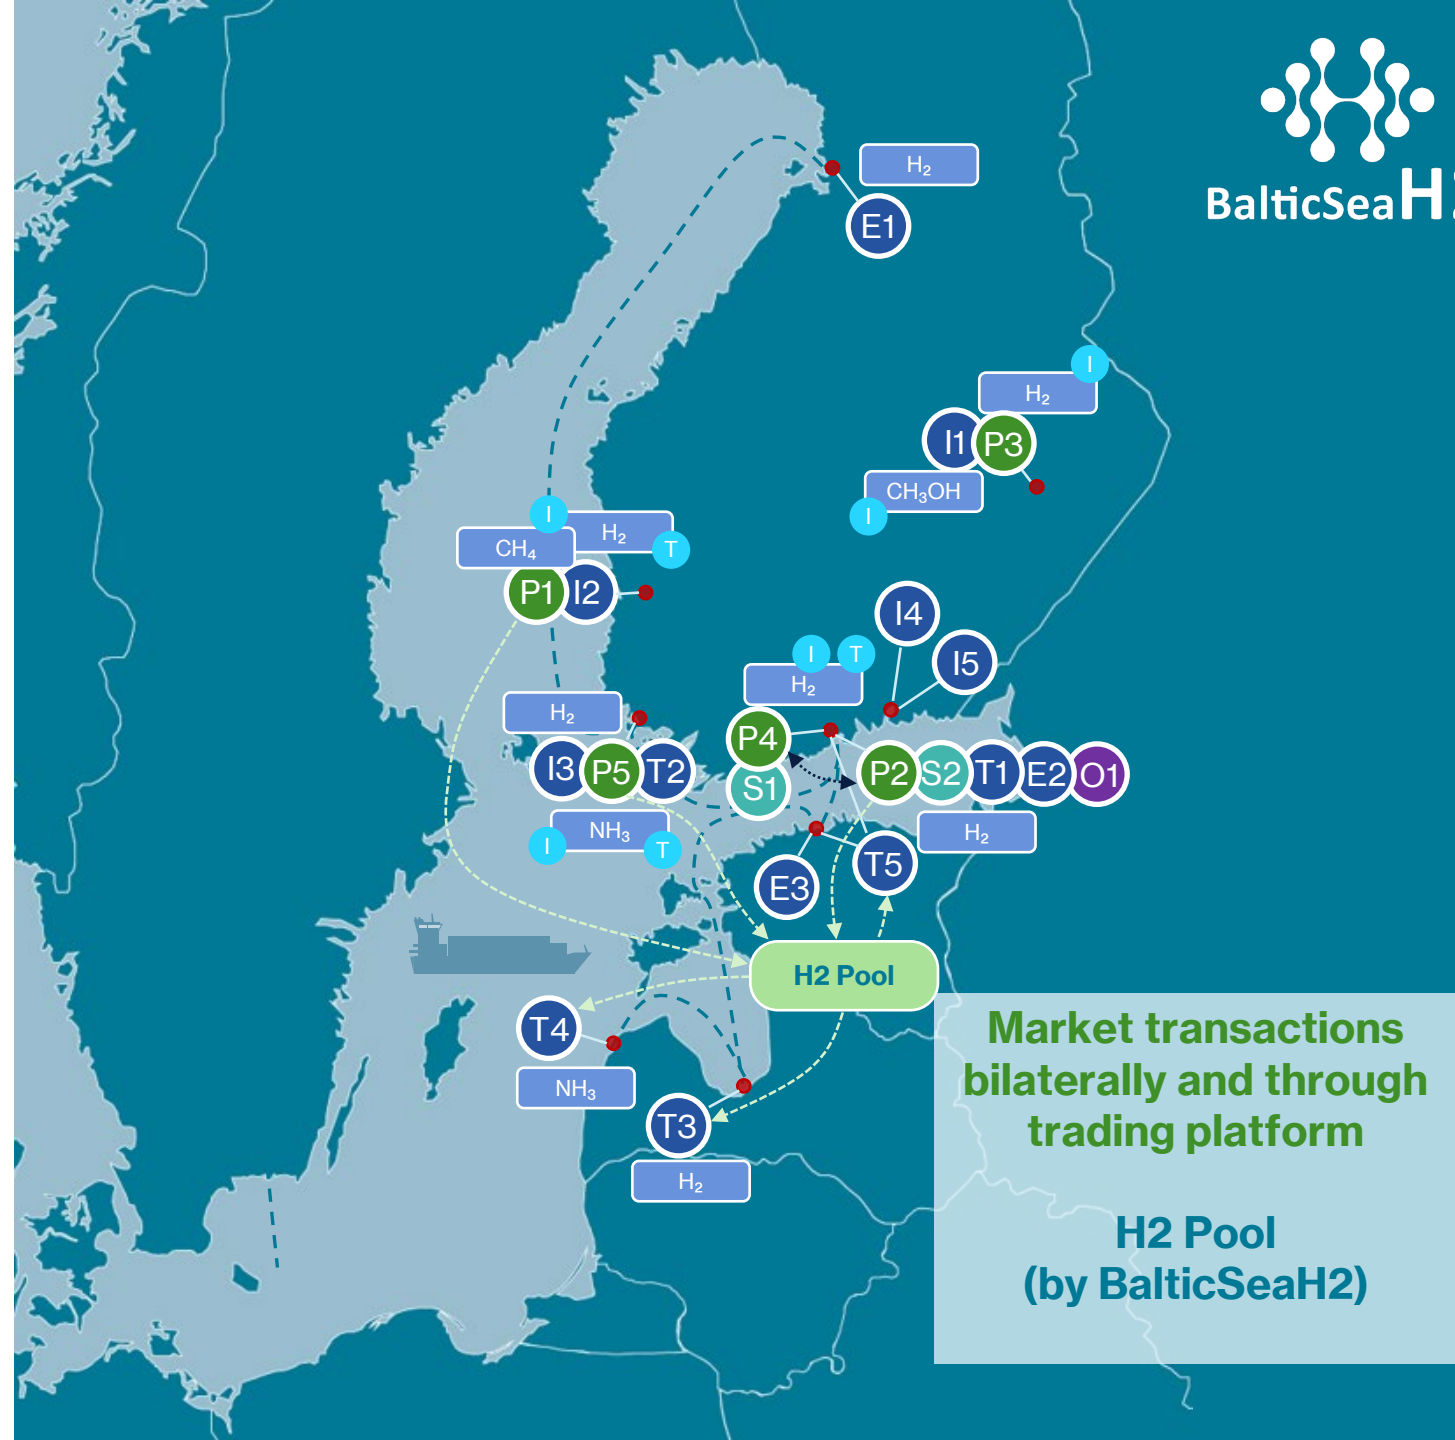 H₂
E1
BalticSeaH2
I
H₂
I1 P3
CH₃OH
I
I
H₂
CH₄
T
P1 I2
I4
I5
I T
H₂
H₂
P4
I3 P5 T2
S1
P2 S2 T1 E2 O1
NH₃
I T
H₂
T5
E3
H2 Pool
T4
NH₃
T3
H₂
Market transactions
bilaterally and through
trading platform
H2 Pool
(by BalticSeaH2)